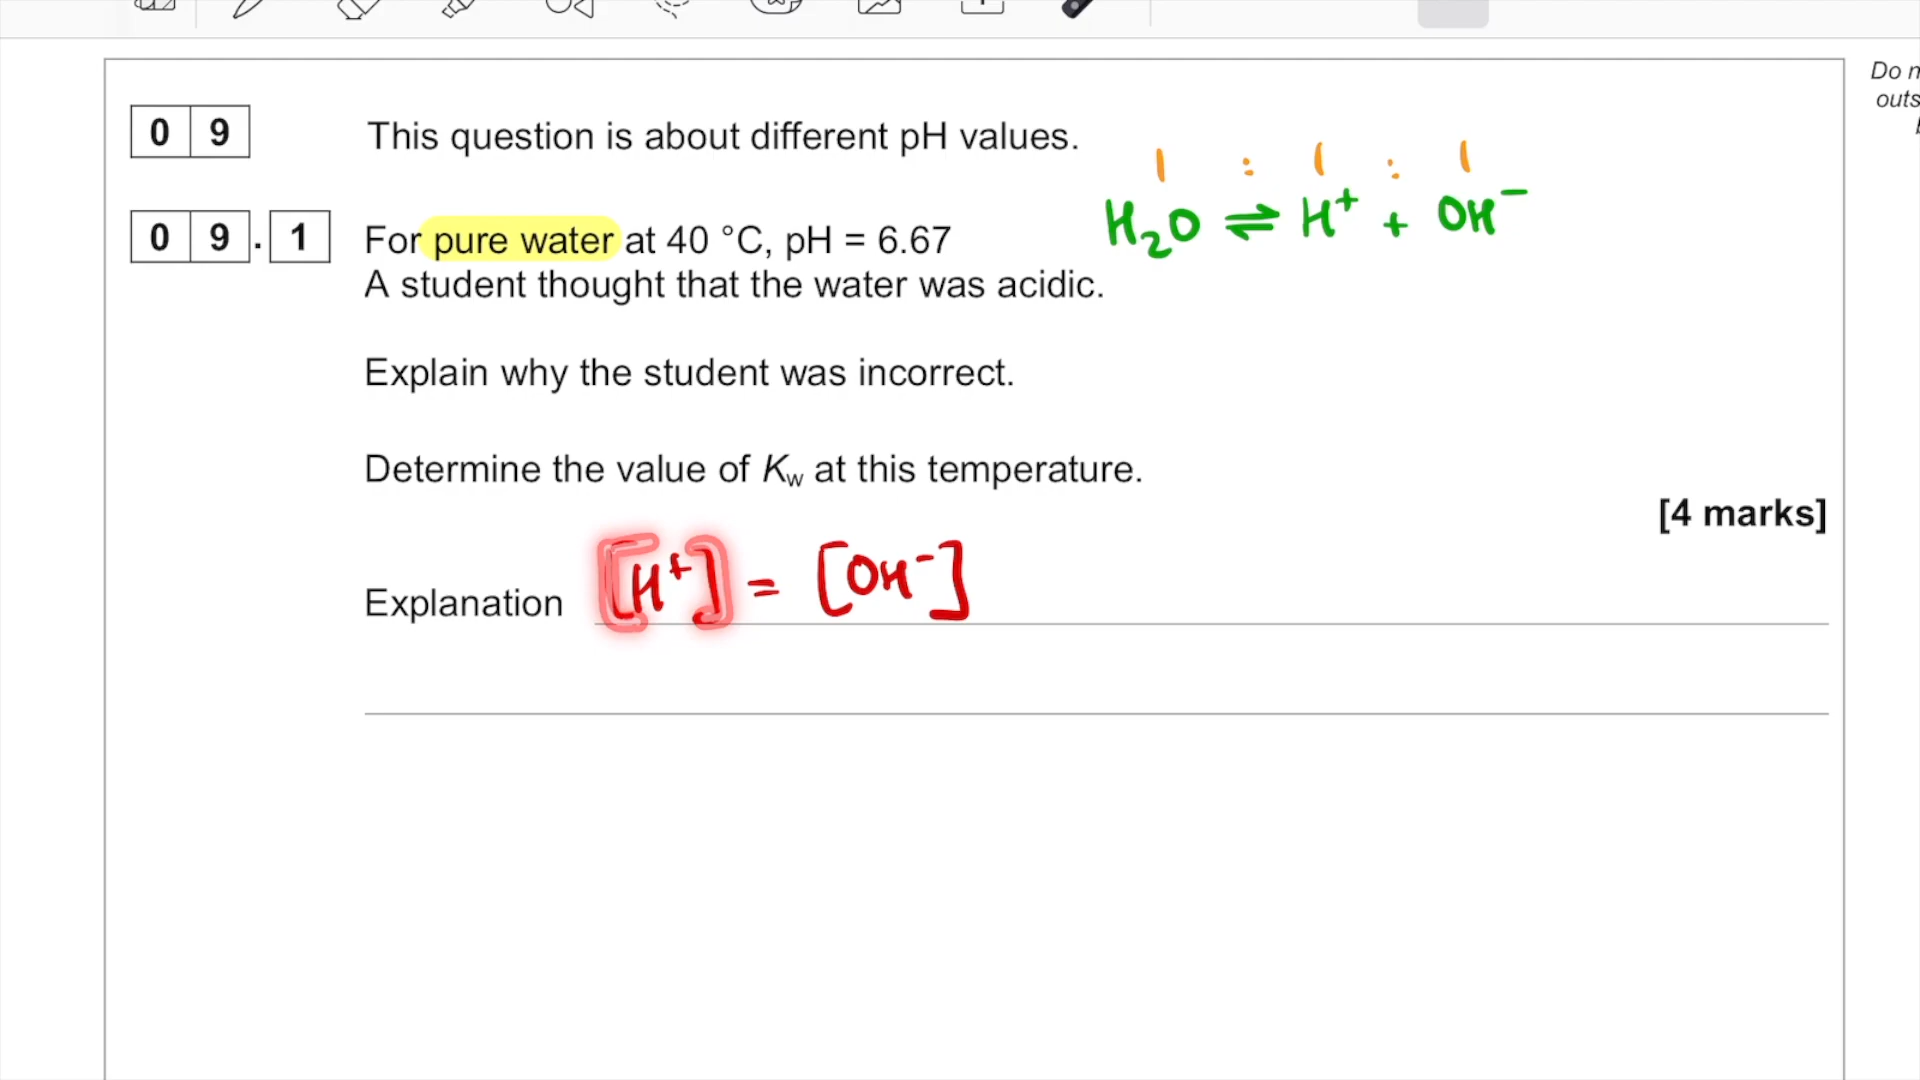 Do
outs
0 9 This question is about different pH values.
1 : 1 : 1
H₂O ⇌ H⁺ + OH⁻
0 9 . 1 For pure water at 40 °C, pH = 6.67
A student thought that the water was acidic.
Explain why the student was incorrect.
Determine the value of Kw at this temperature.
[4 marks]
Explanation [H⁺] = [OH⁻]